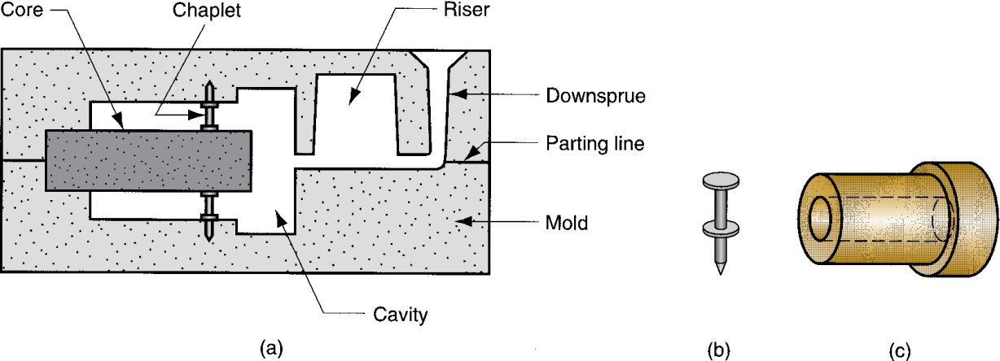 Core
Chaplet
Riser
Downsprue
Parting line
Mold
Cavity
(a)
(b)
(c)